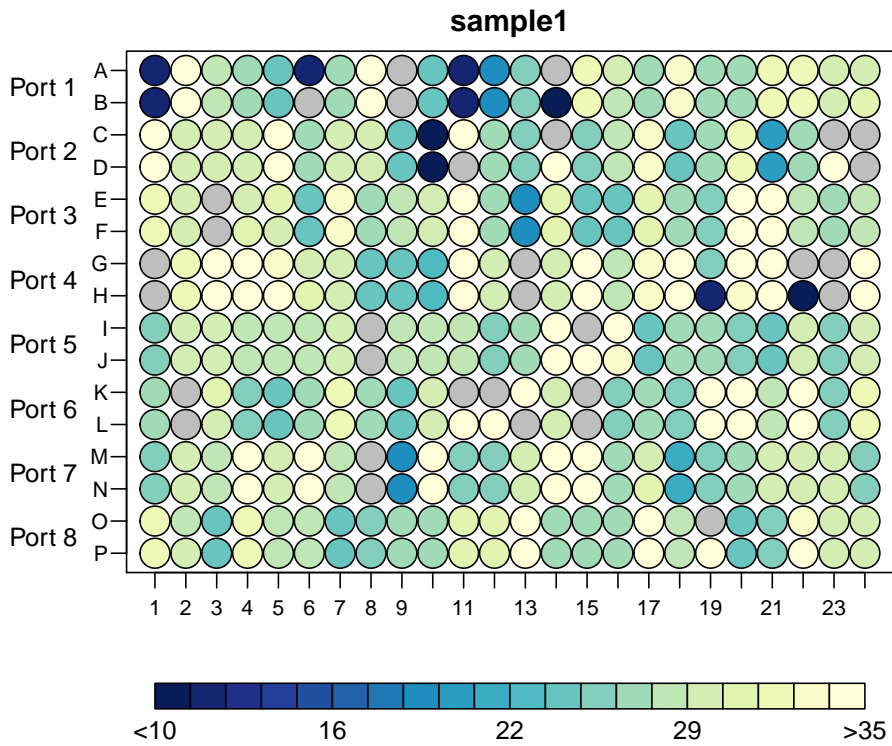 sample1
Port 1
A
B
Port 2
C
D
Port 3
E
F
Port 4
G
H
Port 5
I
J
Port 6
K
L
Port 7
M
N
Port 8
O
P
1 2 3 4 5 6 7 8 9 11 13 15 17 19 21 23
<10 16 22 29 >35